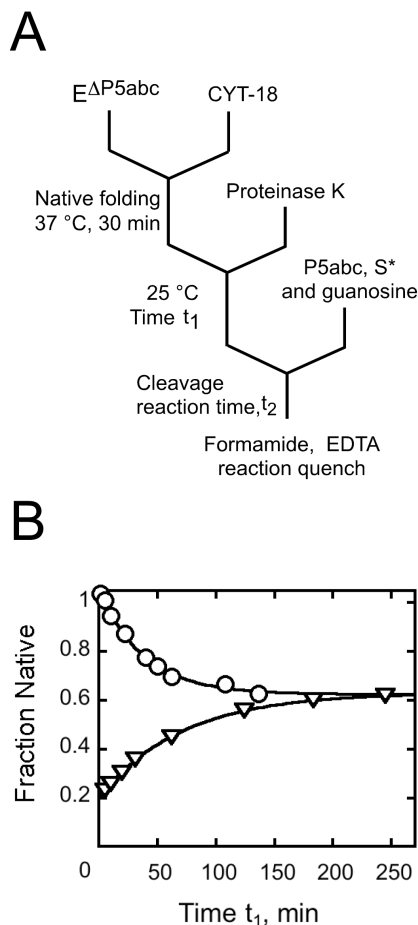 A
E^ΔP5abc CYT-18
Native folding
37 °C, 30 min
Proteinase K
25 °C
Time t1
P5abc, S*
and guanosine
Cleavage
reaction time,t2
Formamide, EDTA
reaction quench
B
Fraction Native
1
0.8
0.6
0.4
0.2
0 50 100 150 200 250
Time t1, min